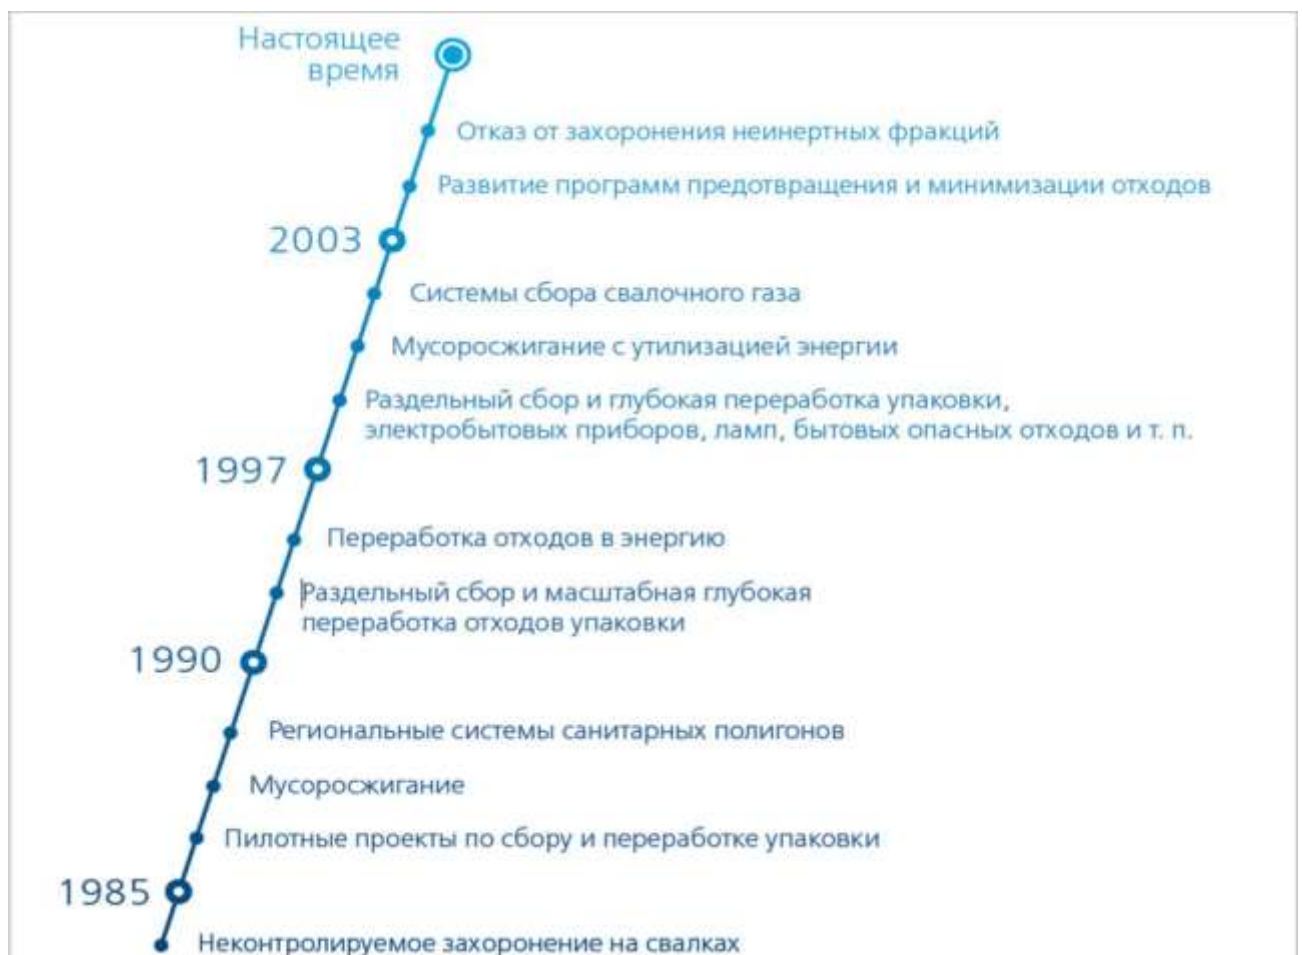 Настоящее
время
Отказ от захоронения неинертных фракций
Развитие программ предотвращения и минимизации отходов
2003
Системы сбора свалочного газа
Мусоросжигание с утилизацией энергии
Раздельный сбор и глубокая переработка упаковки,
электробытовых приборов, ламп, бытовых опасных отходов и т. п.
1997
Переработка отходов в энергию
Раздельный сбор и масштабная глубокая
переработка отходов упаковки
1990
Региональные системы санитарных полигонов
Мусоросжигание
Пилотные проекты по сбору и переработке упаковки
1985
Неконтролируемое захоронение на свалках